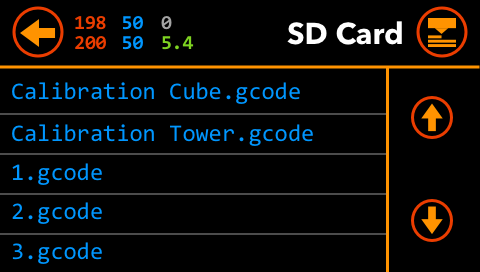 198 50 0
200 50 5.4
SD Card
Calibration Cube.gcode
Calibration Tower.gcode
1.gcode
2.gcode
3.gcode